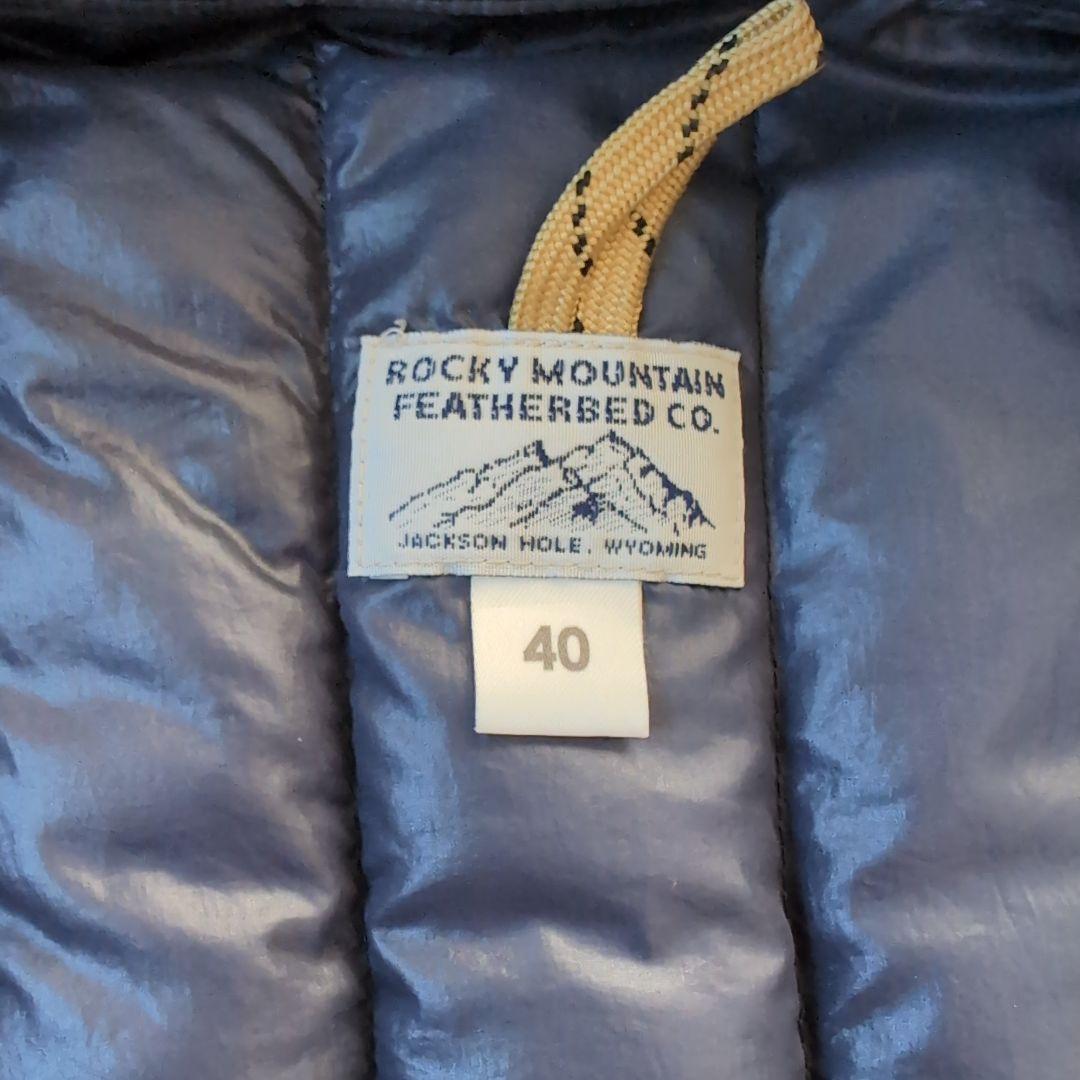 ROCKY MOUNTAIN
FEATHERBED CO.
JACKSON HOLE, WYOMING
40